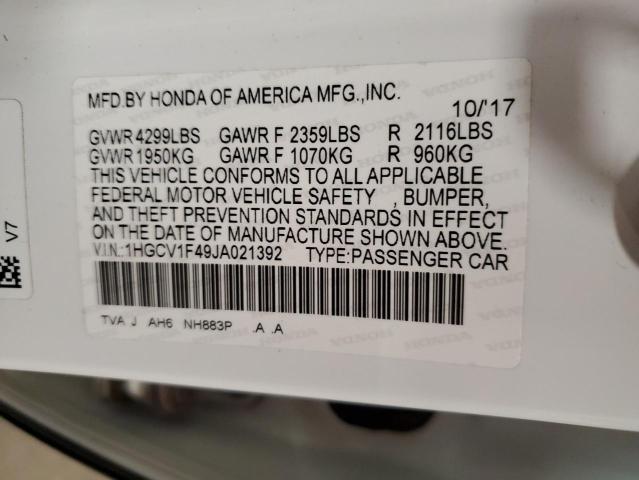 MFD.BY HONDA OF AMERICA MFG.,INC.
10/'17
GVWR 4299LBS GAWR F 2359LBS R 2116LBS
GVWR 1950KG GAWR F 1070KG R 960KG
THIS VEHICLE CONFORMS TO ALL APPLICABLE
FEDERAL MOTOR VEHICLE SAFETY , BUMPER,
AND THEFT PREVENTION STANDARDS IN EFFECT
ON THE DATE OF MANUFACTURE SHOWN ABOVE.
V.I.N.:1HGCV1F49JA021392 TYPE:PASSENGER CAR
TVA J AH6 NH883P .A .A
V7